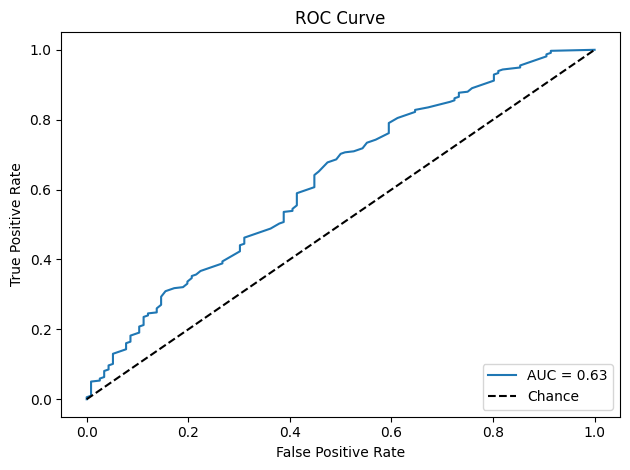 ROC Curve
True Positive Rate
1.0
0.8
0.6
0.4
0.2
0.0
0.0 0.2 0.4 0.6 0.8 1.0
False Positive Rate
AUC = 0.63
Chance